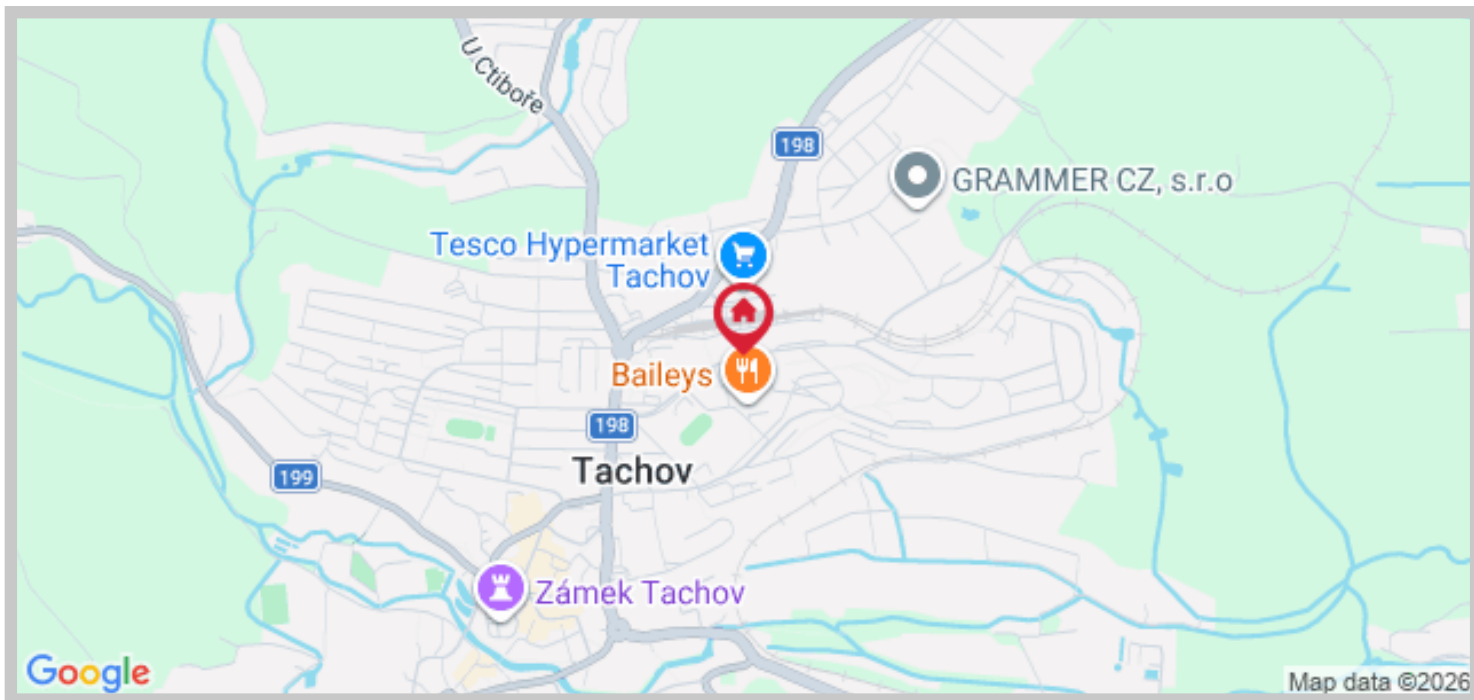 U Ctiboře
198
GRAMMER CZ, s.r.o
Tesco Hypermarket
Tachov
Baileys
198
Tachov
199
Zámek Tachov
Google
Map data ©2026